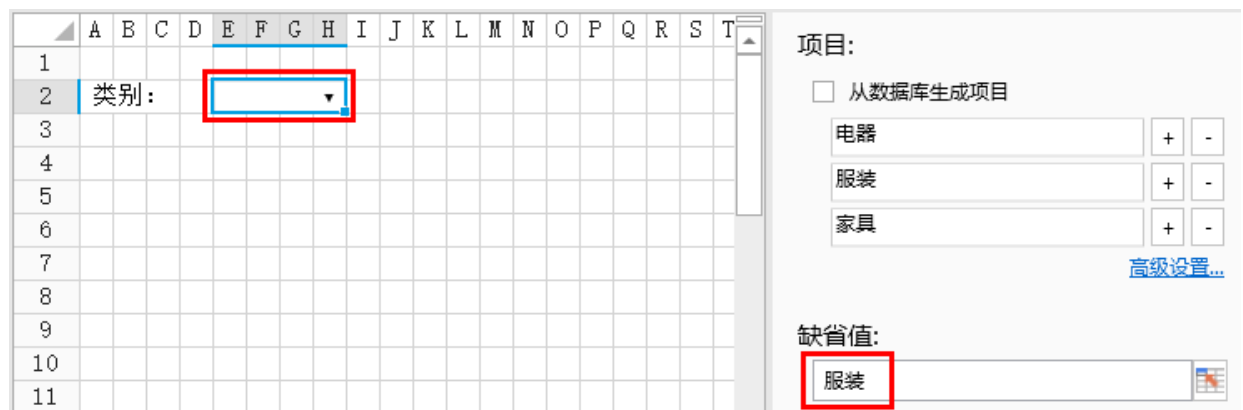 A B C D E F G H I J K L M N O P Q R S T
1
2 类别：
3
4
5
6
7
8
9
10
11
项目:
从数据库生成项目
电器 + -
服装 + -
家具 + -
高级设置...
缺省值:
服装